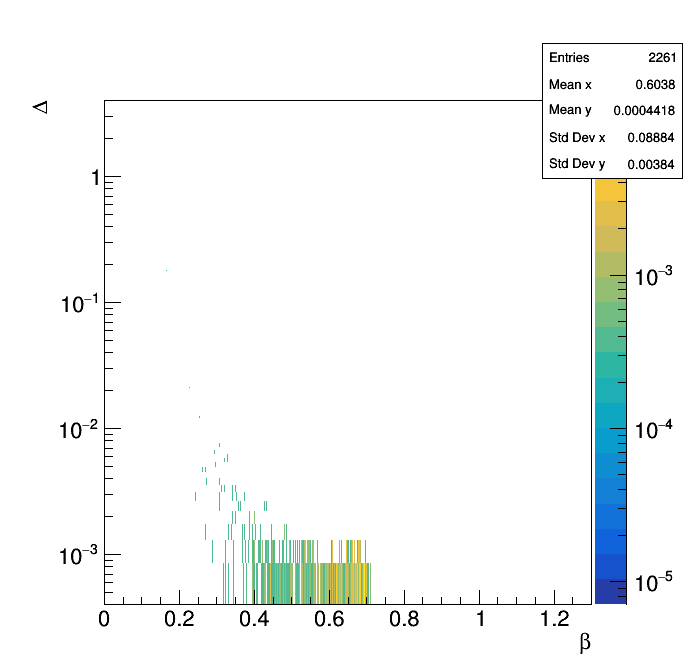 Entries 2261
Mean x 0.6038
Mean y 0.0004418
Std Dev x 0.08884
Std Dev y 0.00384
Δ
1
10⁻¹
10⁻²
10⁻³
10⁻³
10⁻⁴
10⁻⁵
0 0.2 0.4 0.6 0.8 1 1.2
β